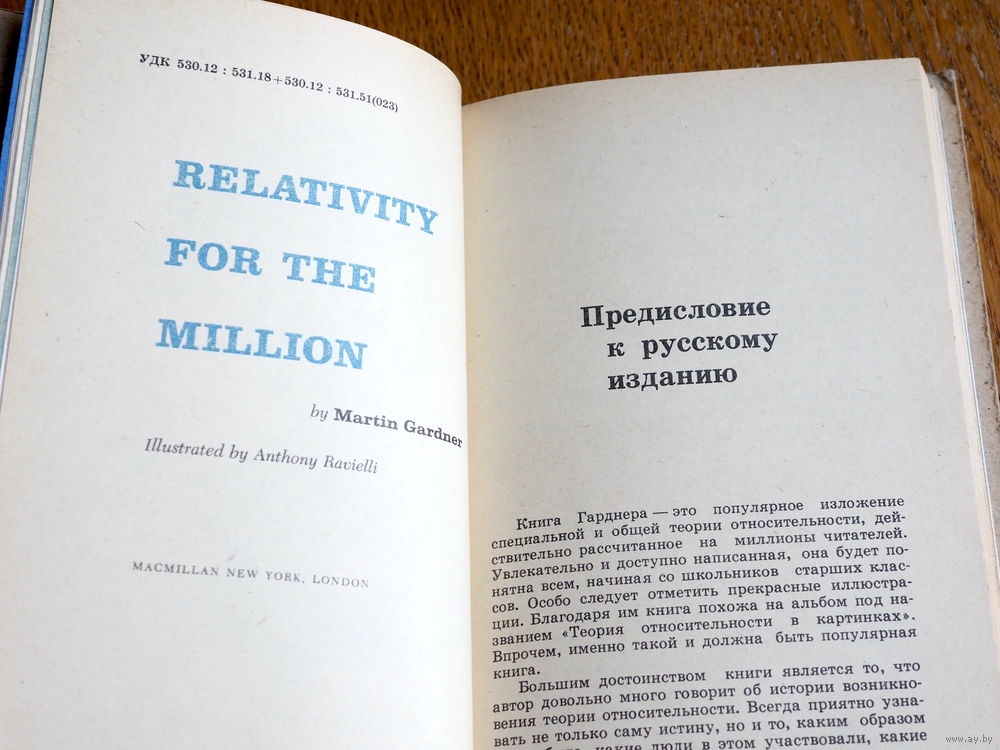 УДК 530.12 : 531.18+530.12 : 531.51(023)
RELATIVITY
FOR THE
MILLION
by Martin Gardner
Illustrated by Anthony Ravielli
MACMILLAN NEW YORK, LONDON
Предисловие
к русскому
изданию
Книга Гарднера — это популярное изложение
специальной и общей теории относительности, дей-
ствительно рассчитанное на миллионы читателей.
Увлекательно и доступно написанная, она будет по-
нятна всем, начиная со школьников старших клас-
сов. Особо следует отметить прекрасные иллюстра-
ции. Благодаря им книга похожа на альбом под на-
званием «Теория относительности в картинках».
Впрочем, именно такой и должна быть популярная
книга.
Большим достоинством книги является то, что
автор довольно много говорит об истории возникно-
вения теории относительности. Всегда приятно узна-
вать не только саму истину, но и то, каким образом
какие люди в этом участвовали, какие
www.ay.by